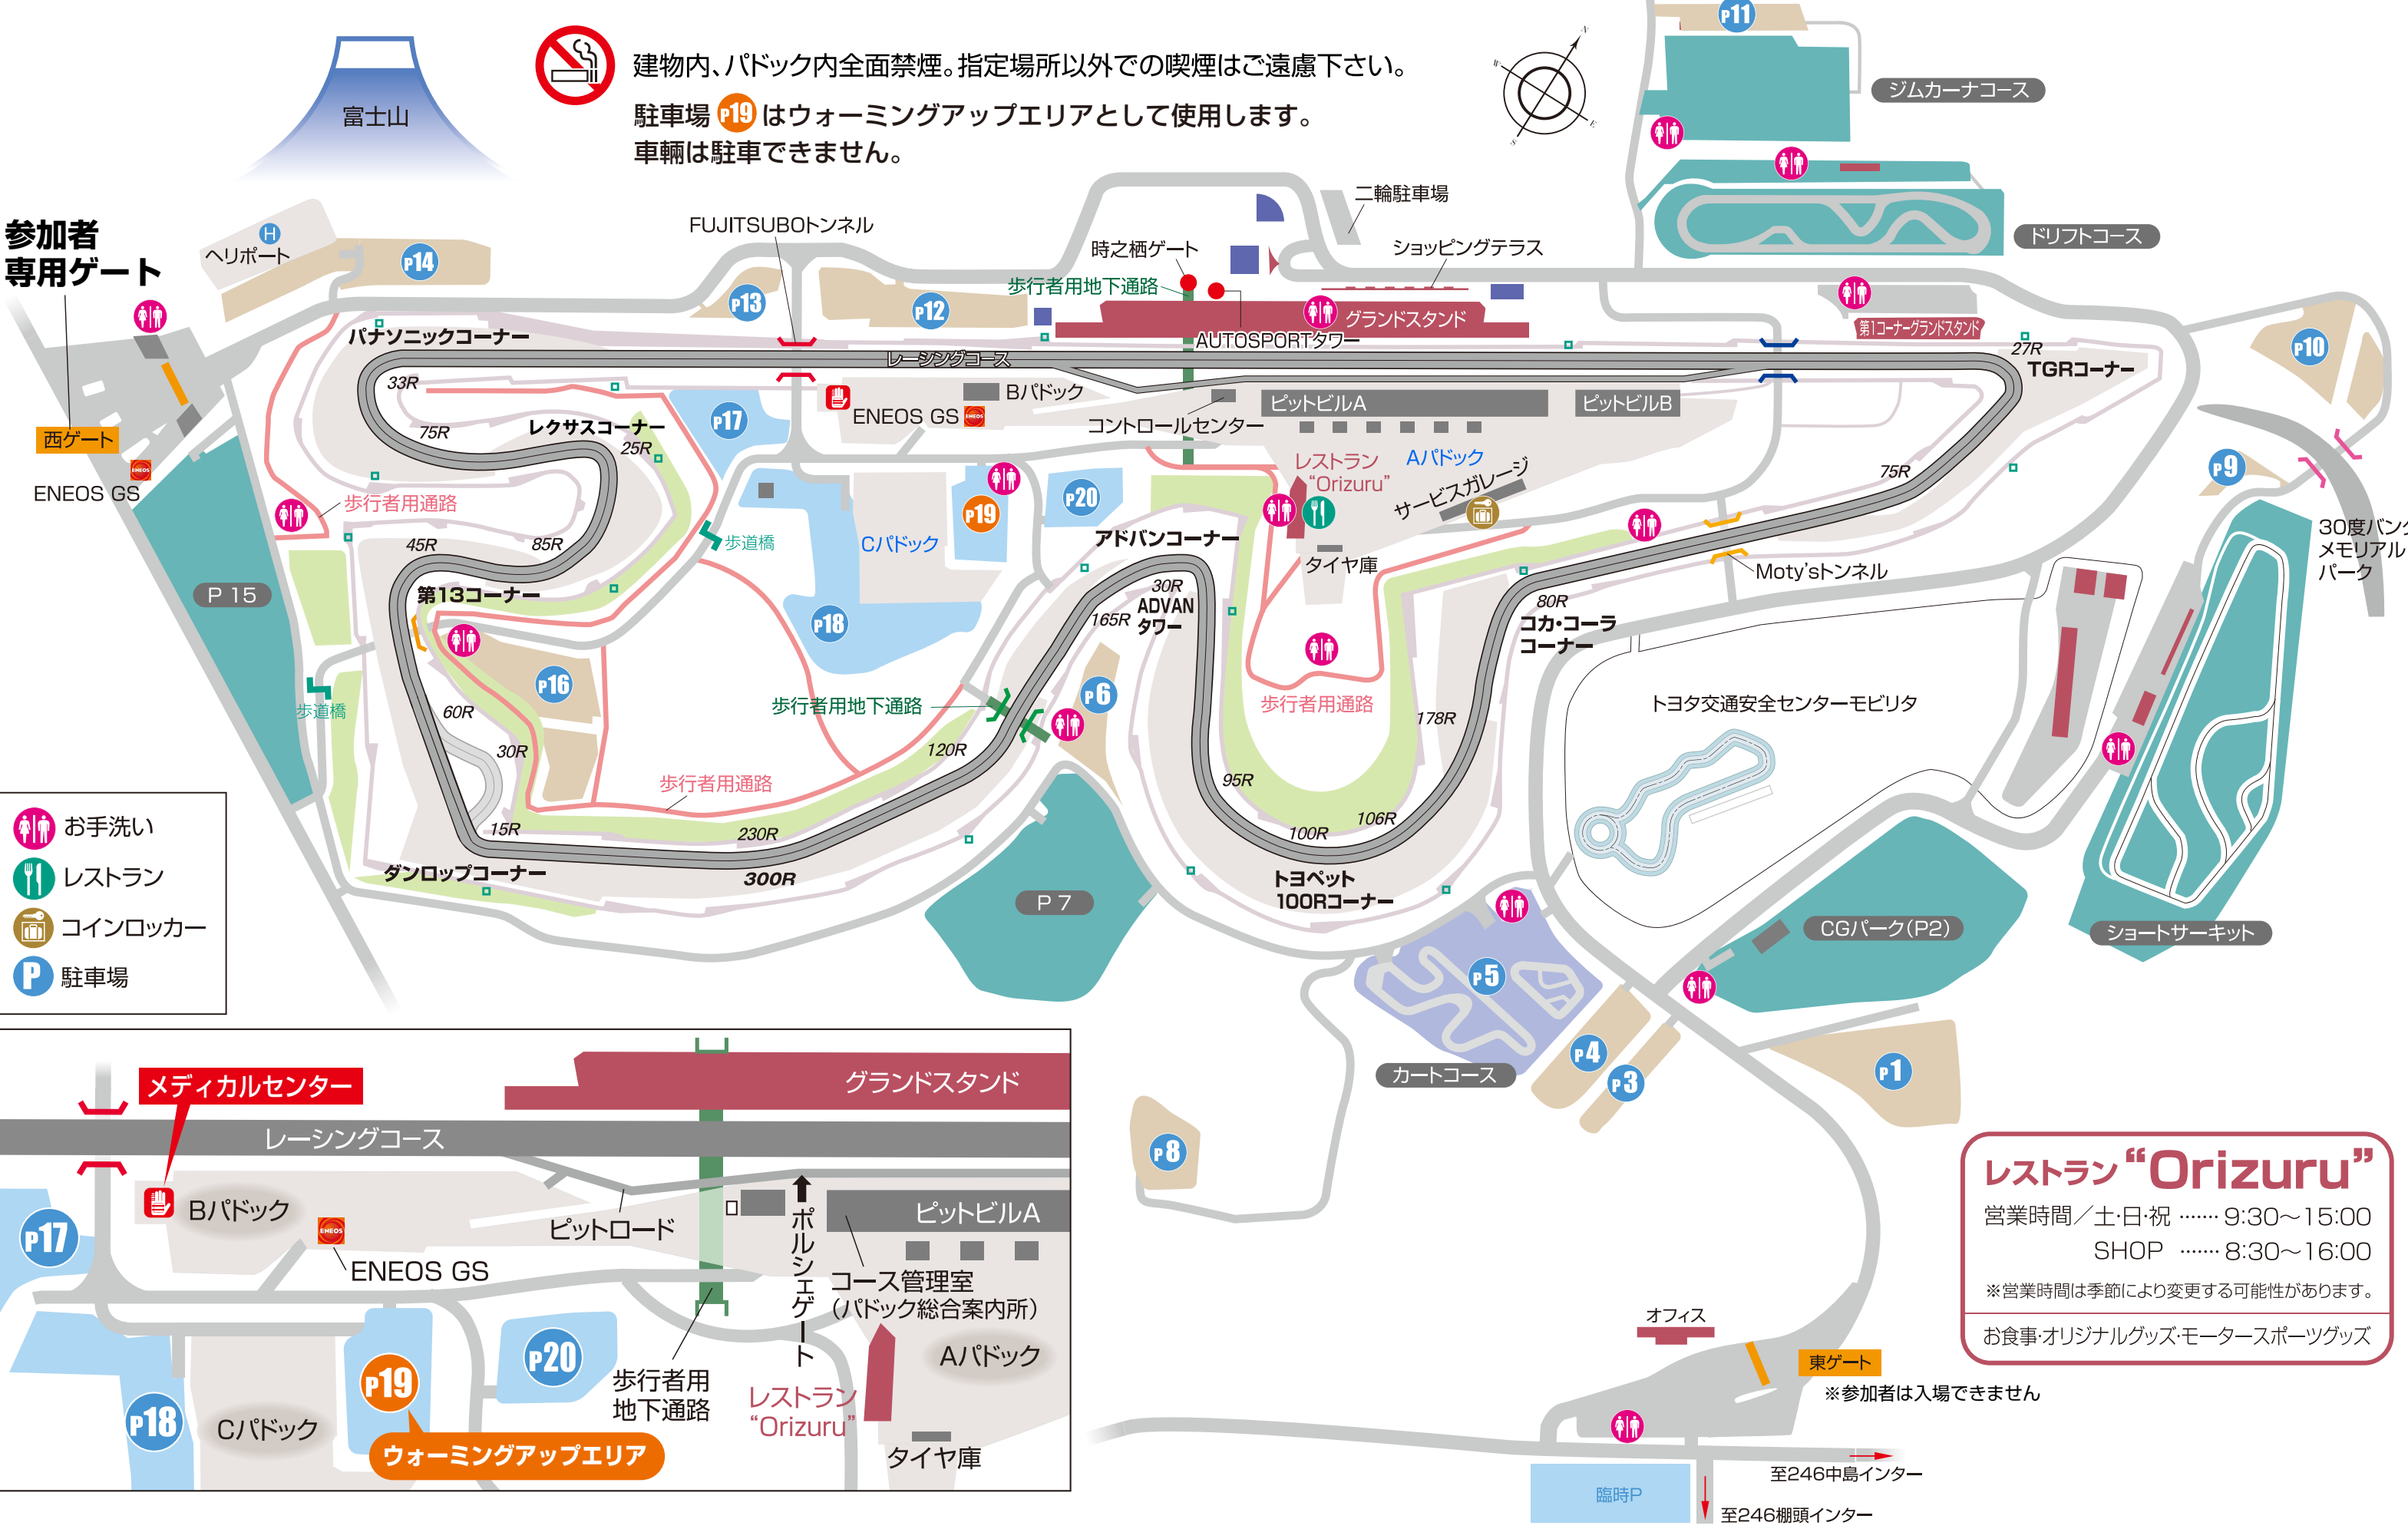 富士山
建物内、パドック内全面禁煙。指定場所以外での喫煙はご遠慮下さい。
駐車場 P19 はウォーミングアップエリアとして使用します。
車輌は駐車できません。
N
W
E
S
P11
ジムカーナコース
ドリフトコース
参加者
専用ゲート
H
ヘリポート
P14
FUJITSUBOトンネル
P13
P12
時之栖ゲート
歩行者用地下通路
二輪駐車場
ショッピングテラス
グランドスタンド
AUTOSPORTタワー
第1コーナーグランドスタンド
P10
パナソニックコーナー
レーシングコース
27R
TGRコーナー
33R
75R
レクサスコーナー
25R
P17
ENEOS GS
ENEOS
Bパドック
コントロールセンター
ピットビルA
ピットビルB
西ゲート
ENEOS
ENEOS GS
歩行者用通路
レストラン
“Orizuru”
Aパドック
サービスガレージ
75R
P9
30度バンク
メモリアル
パーク
P19
P20
Cパドック
歩道橋
45R
85R
アドバンコーナー
タイヤ庫
Moty'sトンネル
P 15
第13コーナー
P18
30R
ADVAN
タワー
165R
80R
コカ・コーラ
コーナー
P16
P6
歩行者用通路
歩道橋
60R
歩行者用地下通路
178R
トヨタ交通安全センターモビリタ
30R
120R
歩行者用通路
95R
15R
230R
100R
106R
ダンロップコーナー
300R
トヨペット
100Rコーナー
P 7
お手洗い
レストラン
コインロッカー
P
駐車場
P5
CGパーク(P2)
ショートサーキット
カートコース
P4
P3
P1
P8
メディカルセンター
グランドスタンド
レーシングコース
Bパドック
P17
ENEOS
ENEOS GS
ピットロード
ポルシェゲート
ピットビルA
コース管理室
(パドック総合案内所)
P20
P19
P18
Cパドック
ウォーミングアップエリア
歩行者用
地下通路
レストラン
“Orizuru”
Aパドック
タイヤ庫
レストラン “Orizuru”
営業時間／土・日・祝 ……. 9:30〜15:00
SHOP ……. 8:30〜16:00
※営業時間は季節により変更する可能性があります。
お食事・オリジナルグッズ・モータースポーツグッズ
オフィス
東ゲート
※参加者は入場できません
至246中島インター
臨時P
至246棚頭インター